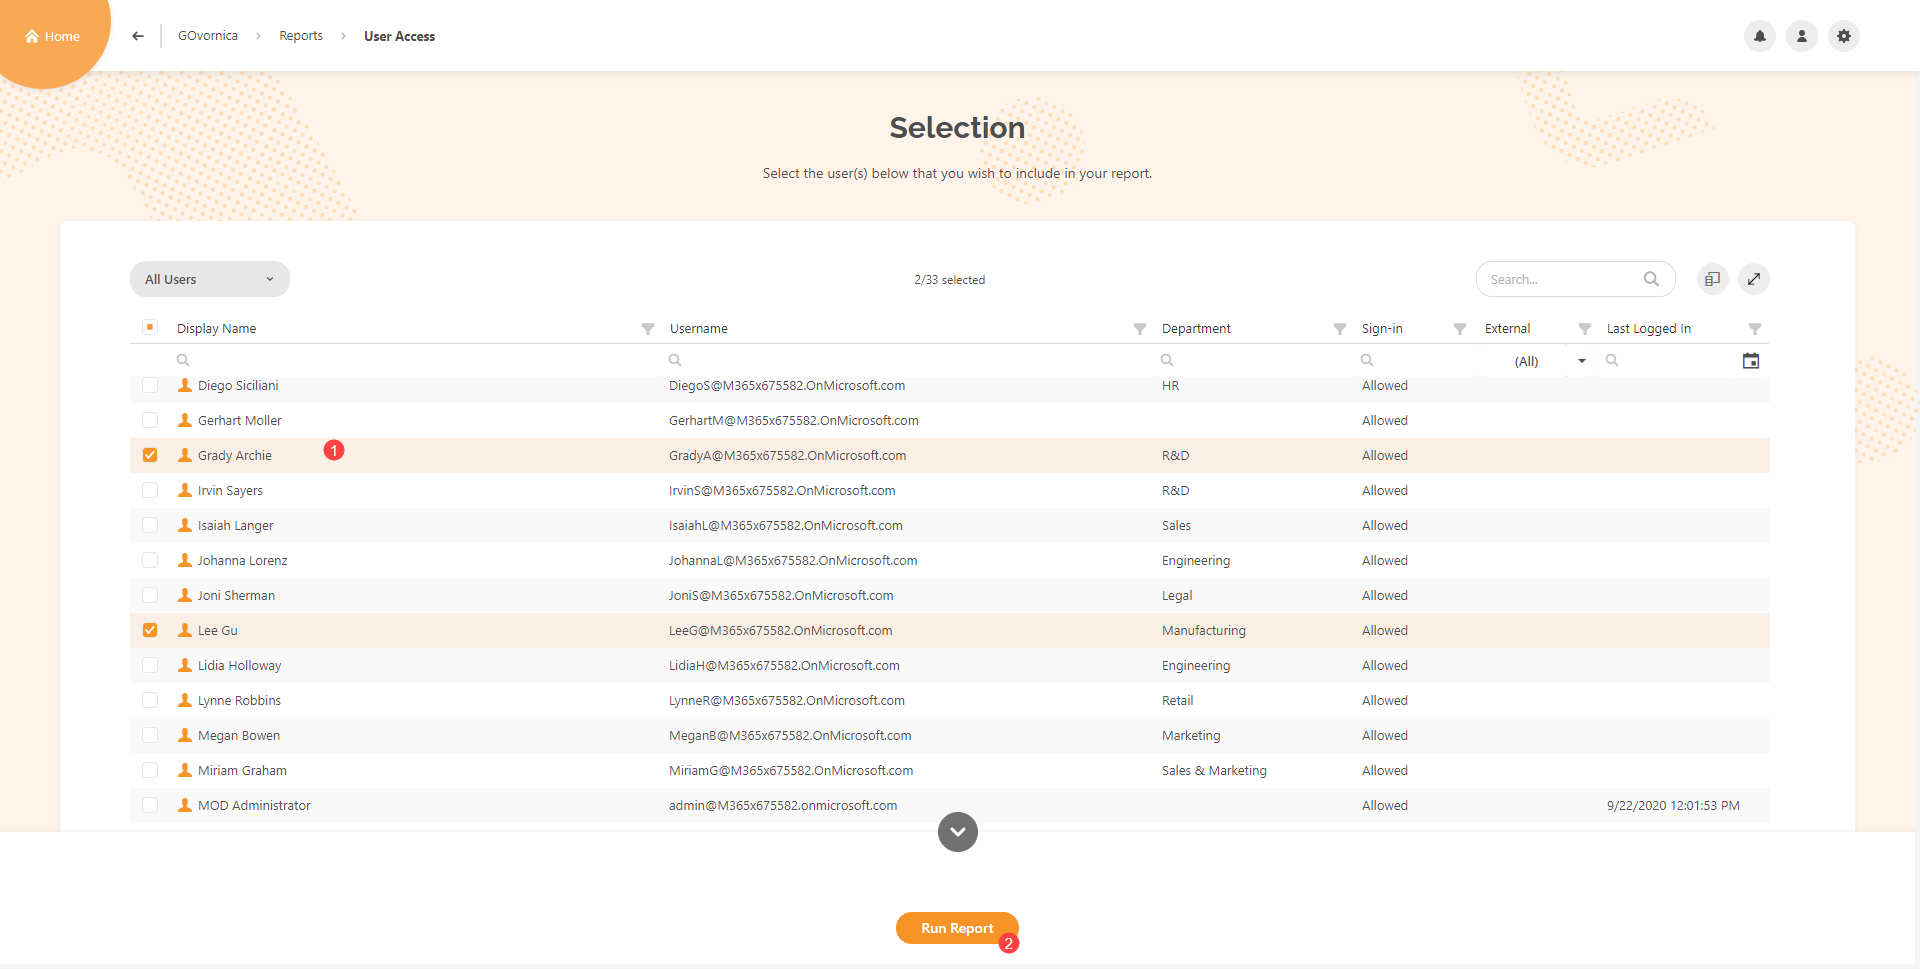 Home
GOvornica > Reports > User Access
Selection
Select the user(s) below that you wish to include in your report.
All Users
2/33 selected
Search...
Display Name Username Department Sign-in External Last Logged In
(All)
Diego Siciliani DiegoS@M365x675582.OnMicrosoft.com HR Allowed
Gerhart Moller GerhartM@M365x675582.OnMicrosoft.com Allowed
Grady Archie 1 GradyA@M365x675582.OnMicrosoft.com R&D Allowed
Irvin Sayers IrvinS@M365x675582.OnMicrosoft.com R&D Allowed
Isaiah Langer IsaiahL@M365x675582.OnMicrosoft.com Sales Allowed
Johanna Lorenz JohannaL@M365x675582.OnMicrosoft.com Engineering Allowed
Joni Sherman JoniS@M365x675582.OnMicrosoft.com Legal Allowed
Lee Gu LeeG@M365x675582.OnMicrosoft.com Manufacturing Allowed
Lidia Holloway LidiaH@M365x675582.OnMicrosoft.com Engineering Allowed
Lynne Robbins LynneR@M365x675582.OnMicrosoft.com Retail Allowed
Megan Bowen MeganB@M365x675582.OnMicrosoft.com Marketing Allowed
Miriam Graham MiriamG@M365x675582.OnMicrosoft.com Sales & Marketing Allowed
MOD Administrator admin@M365x675582.onmicrosoft.com Allowed 9/22/2020 12:01:53 PM
Run Report
2